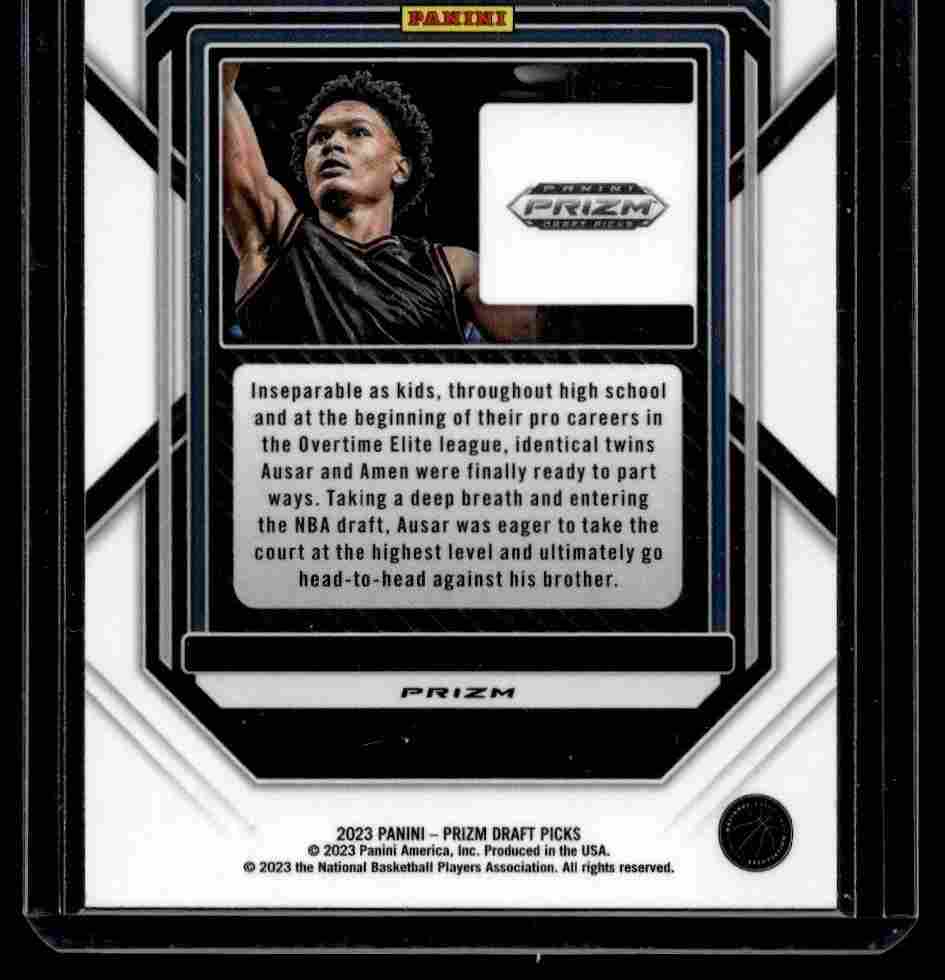 PANINI
PANINI
PRIZM
DRAFT PICKS
Inseparable as kids, throughout high school
and at the beginning of their pro careers in
the Overtime Elite league, identical twins
Ausar and Amen were finally ready to part
ways. Taking a deep breath and entering
the NBA draft, Ausar was eager to take the
court at the highest level and ultimately go
head-to-head against his brother.
PRIZM
2023 PANINI – PRIZM DRAFT PICKS
© 2023 Panini America, Inc. Produced in the USA.
© 2023 the National Basketball Players Association. All rights reserved.